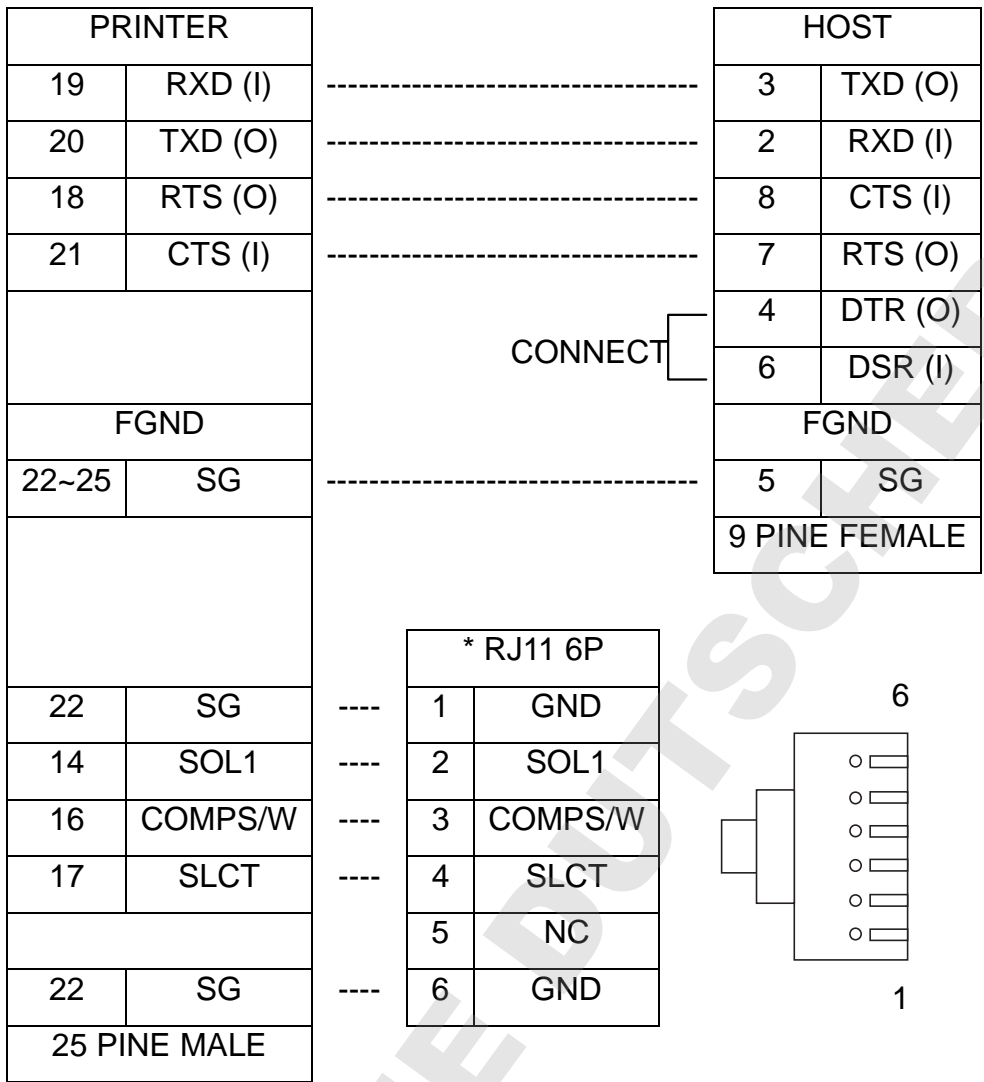 PRINTER HOST
19 RXD (I) ---------------------------------- 3 TXD (O)
20 TXD (O) ---------------------------------- 2 RXD (I)
18 RTS (O) ---------------------------------- 8 CTS (I)
21 CTS (I) ---------------------------------- 7 RTS (O)
4 DTR (O)
CONNECT
6 DSR (I)
FGND FGND
22~25 SG ---------------------------------- 5 SG
9 PINE FEMALE
* RJ11 6P
22 SG ---- 1 GND 6
14 SOL1 ---- 2 SOL1
16 COMPS/W ---- 3 COMPS/W
17 SLCT ---- 4 SLCT
5 NC
22 SG ---- 6 GND 1
25 PINE MALE
E DUTSCHE